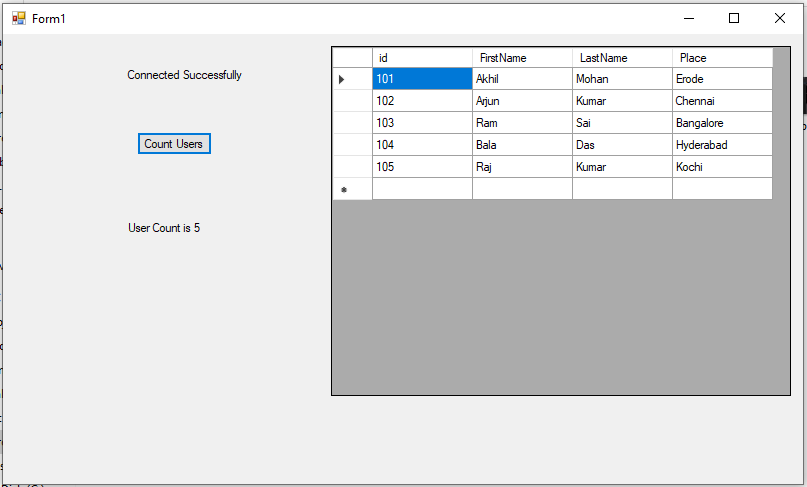 Form1
Connected Successfully
Count Users
User Count is 5
id FirstName LastName Place
101 Akhil Mohan Erode
102 Arjun Kumar Chennai
103 Ram Sai Bangalore
104 Bala Das Hyderabad
105 Raj Kumar Kochi
*